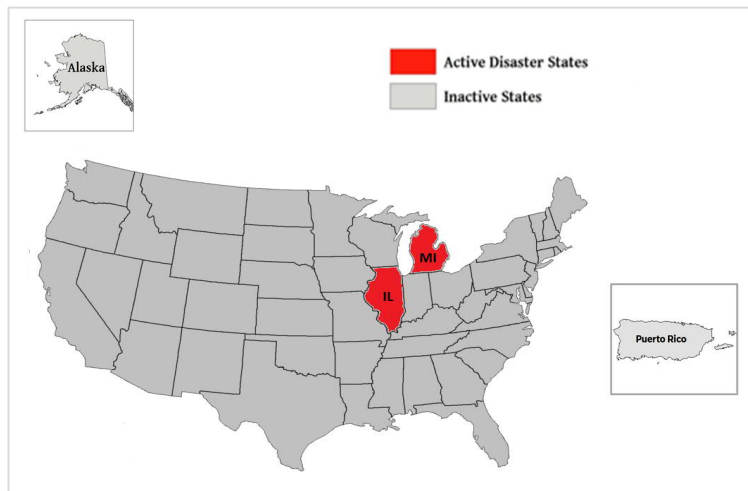 Alaska
Active Disaster States
Inactive States
MI
IL
Puerto Rico